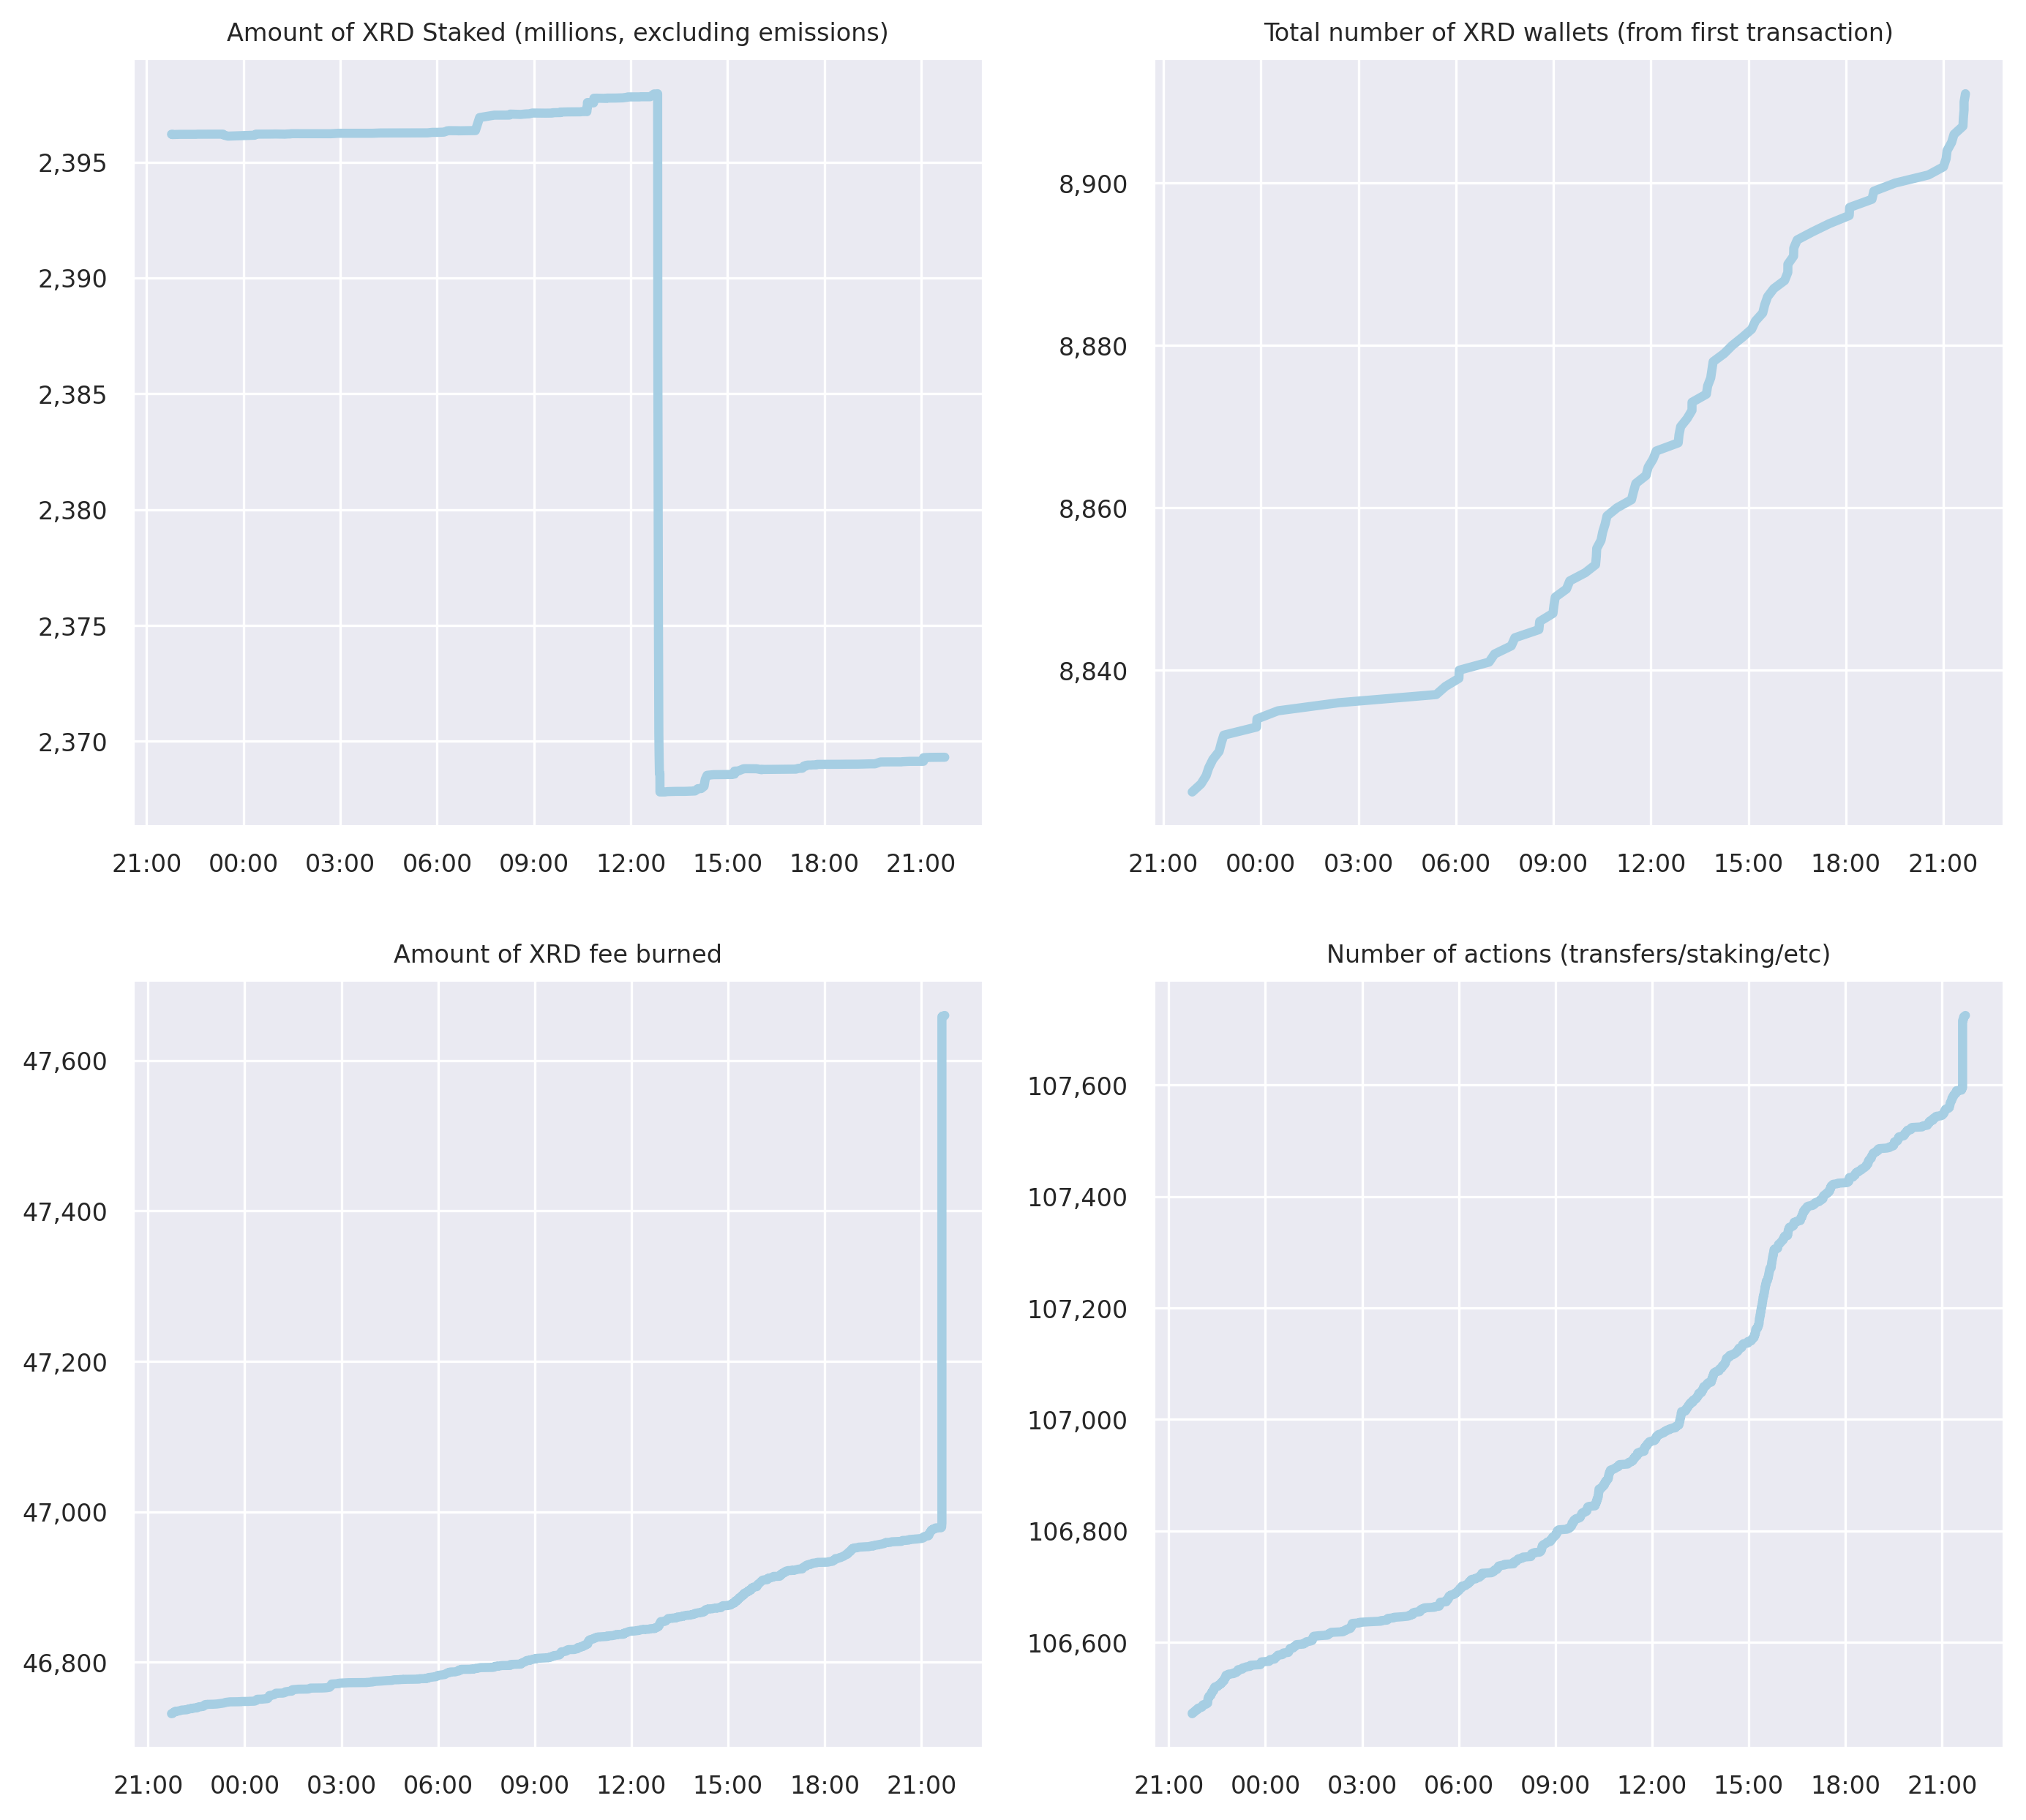 Amount of XRD Staked (millions, excluding emissions)
2,395
2,390
2,385
2,380
2,375
2,370
21:00 00:00 03:00 06:00 09:00 12:00 15:00 18:00 21:00
Total number of XRD wallets (from first transaction)
8,900
8,880
8,860
8,840
21:00 00:00 03:00 06:00 09:00 12:00 15:00 18:00 21:00
Amount of XRD fee burned
47,600
47,400
47,200
47,000
46,800
21:00 00:00 03:00 06:00 09:00 12:00 15:00 18:00 21:00
Number of actions (transfers/staking/etc)
107,600
107,400
107,200
107,000
106,800
106,600
21:00 00:00 03:00 06:00 09:00 12:00 15:00 18:00 21:00